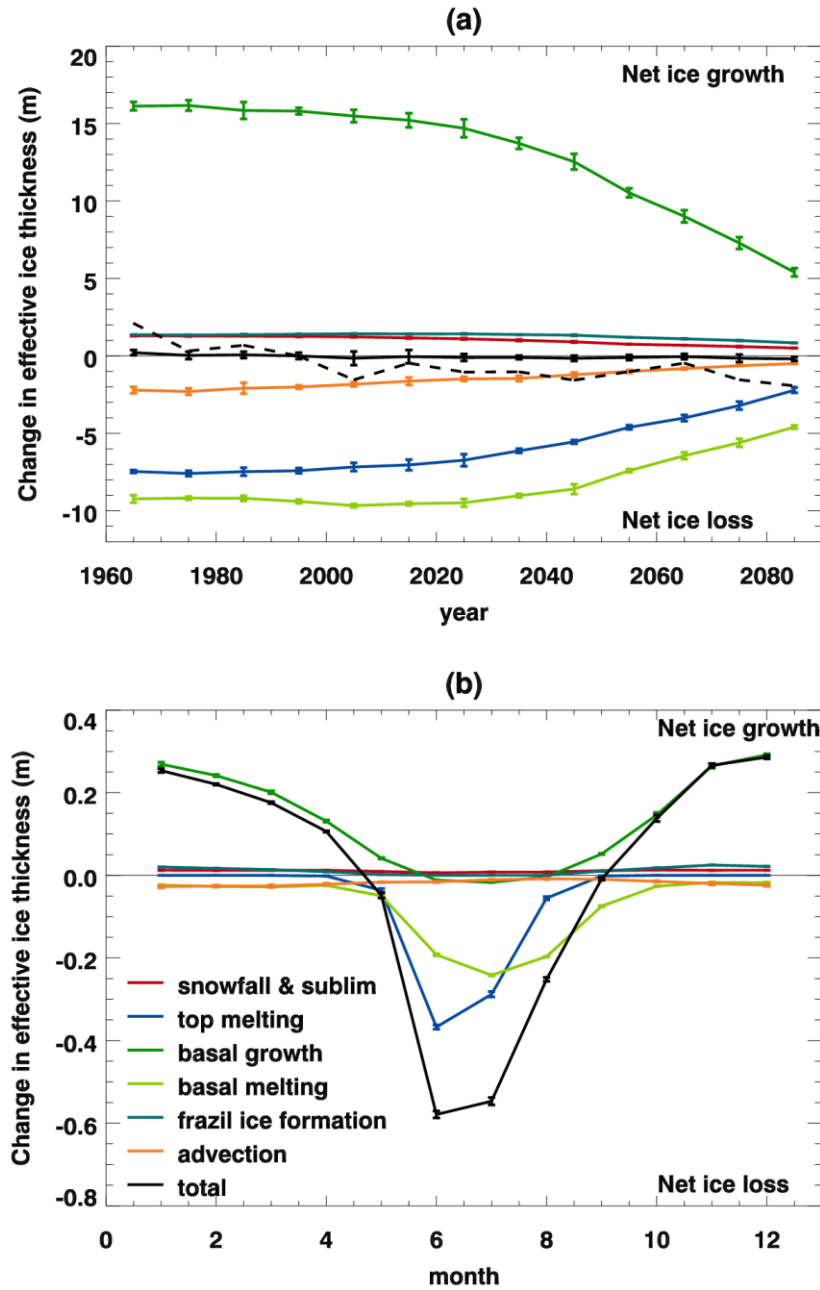 (a)
20
15
10
5
0
-5
-10
Change in effective ice thickness (m)
Net ice growth
Net ice loss
1960 1980 2000 2020 2040 2060 2080
year
(b)
0.4
0.2
0.0
-0.2
-0.4
-0.6
-0.8
Change in effective ice thickness (m)
Net ice growth
snowfall & sublim
top melting
basal growth
basal melting
frazil ice formation
advection
total
Net ice loss
0 2 4 6 8 10 12
month